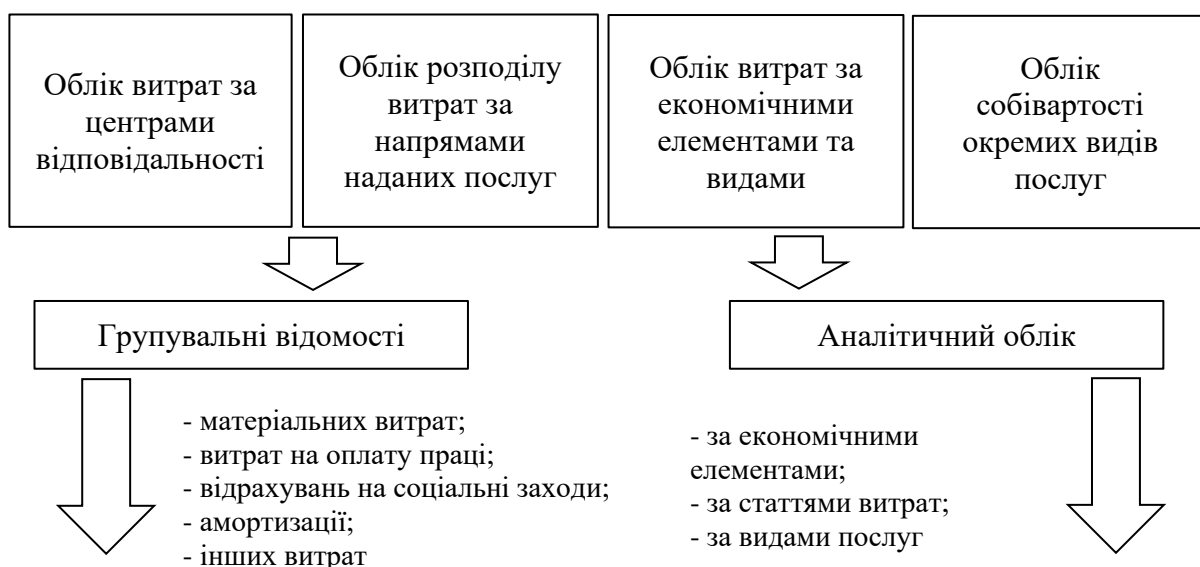 Облік витрат за
центрами
відповідальності
Облік розподілу
витрат за
напрямами
наданих послуг
Облік витрат за
економічними
елементами та
видами
Облік
собівартості
окремих видів
послуг
Групувальні відомості
Аналітичний облік
- матеріальних витрат;
- витрат на оплату праці;
- відрахувань на соціальні заходи;
- амортизації;
- інших витрат
- за економічними
елементами;
- за статтями витрат;
- за видами послуг